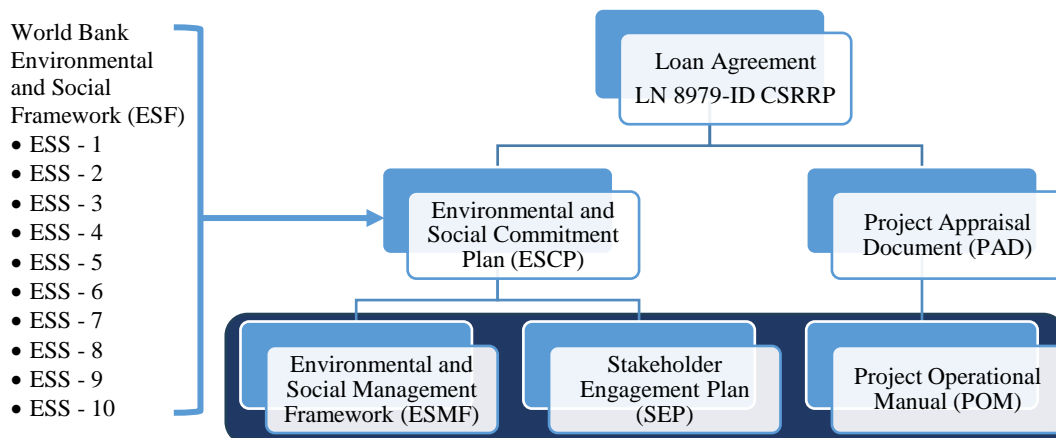 World Bank
Environmental
and Social
Framework (ESF)
• ESS - 1
• ESS - 2
• ESS - 3
• ESS - 4
• ESS - 5
• ESS - 6
• ESS - 7
• ESS - 8
• ESS - 9
• ESS - 10
Loan Agreement
LN 8979-ID CSRRP
Environmental and
Social Commitment
Plan (ESCP)
Project Appraisal
Document (PAD)
Environmental and
Social Management
Framework (ESMF)
Stakeholder
Engagement Plan
(SEP)
Project Operational
Manual (POM)